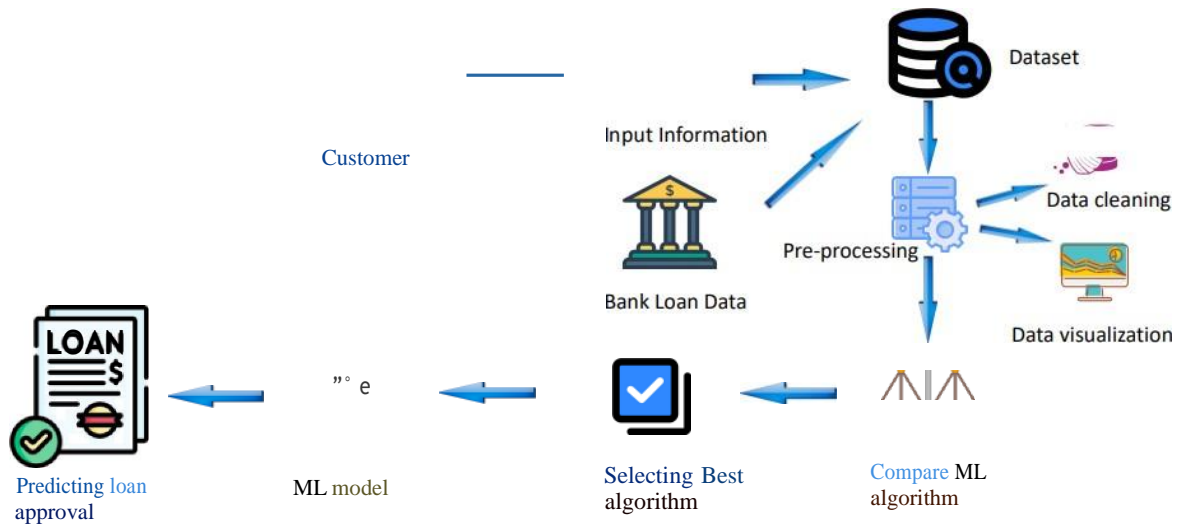 Dataset
Input Information
Customer
Data cleaning
$
Pre-processing
Bank Loan Data
Data visualization
LOAN
$
"° e
Selecting Best
algorithm
Compare ML
algorithm
Predicting loan
approval
ML model